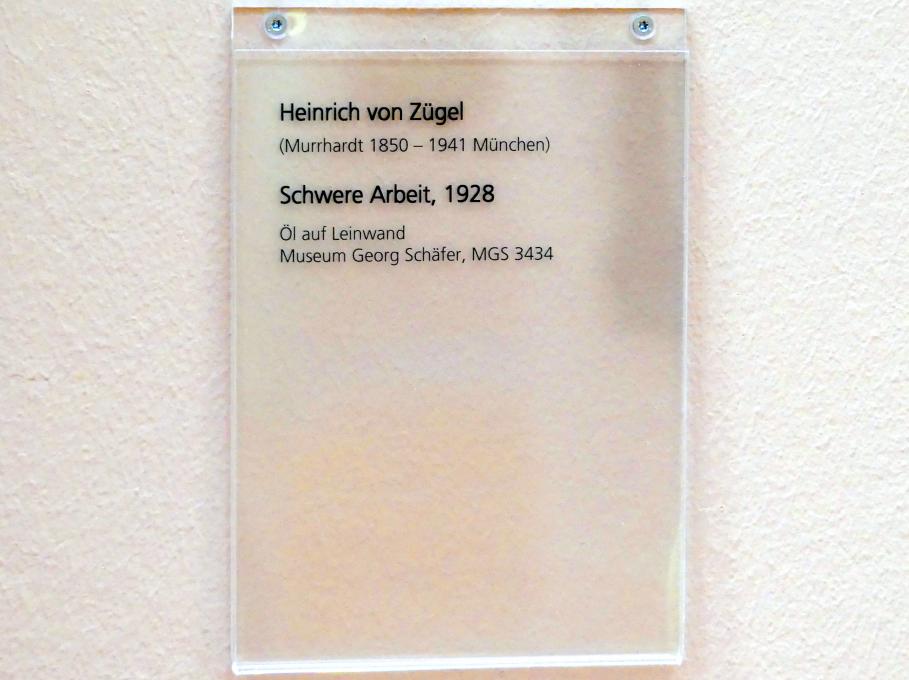 Heinrich von Zügel
(Murrhardt 1850 – 1941 München)
Schwere Arbeit, 1928
Öl auf Leinwand
Museum Georg Schäfer, MGS 3434